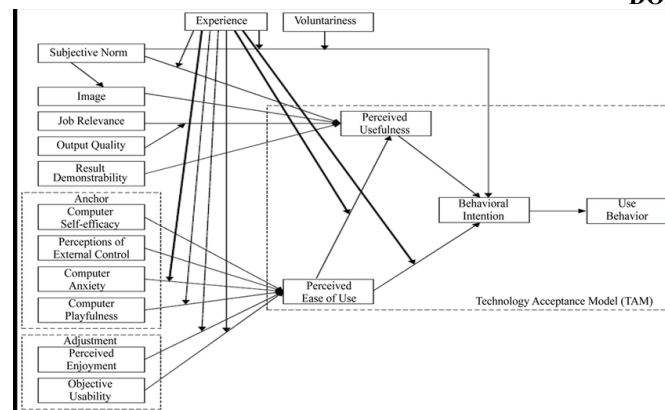 DO
Experience
Voluntariness
Subjective Norm
Image
Job Relevance
Output Quality
Result
Demonstrability
Perceived
Usefulness
Anchor
Computer
Self-efficacy
Perceptions of
External Control
Computer
Anxiety
Computer
Playfulness
Behavioral
Intention
Use
Behavior
Perceived
Ease of Use
Technology Acceptance Model (TAM)
Adjustment
Perceived
Enjoyment
Objective
Usability